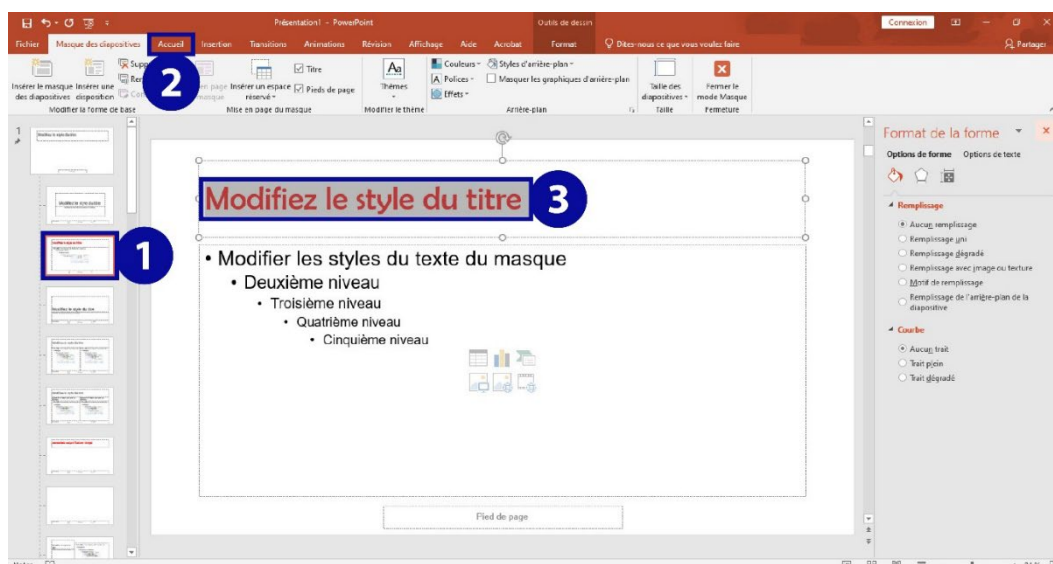 Présentation1 - PowerPoint
Outils de dessin
Connexion
Fichier Masque des diapositives Accueil Insertion Transitions Animations Révision Affichage Aide Acrobat Format Dites-nous ce que vous voulez faire Partager
2
Insérer le masque des diapositives
Insérer une disposition
Insérer un espace réservé
Titre
Pieds de page
Thèmes
Couleurs
Polices
Effets
Styles d'arrière-plan
Masquer les graphiques d'arrière-plan
Taille des diapositives
Fermer le mode Masque
Modifier la forme de base
Mise en page du masque
Modifier le thème
Arrière-plan
Taille
Fermeture
1
1
Modifiez le style du titre
3
• Modifier les styles du texte du masque
• Deuxième niveau
• Troisième niveau
• Quatrième niveau
• Cinquième niveau
Pied de page
Format de la forme
Options de forme Options de texte
Remplissage
Aucun remplissage
Remplissage uni
Remplissage dégradé
Remplissage avec image ou texture
Motif de remplissage
Remplissage de l'arrière-plan de la
diapositive
Courbe
Aucun trait
Trait plein
Trait dégradé